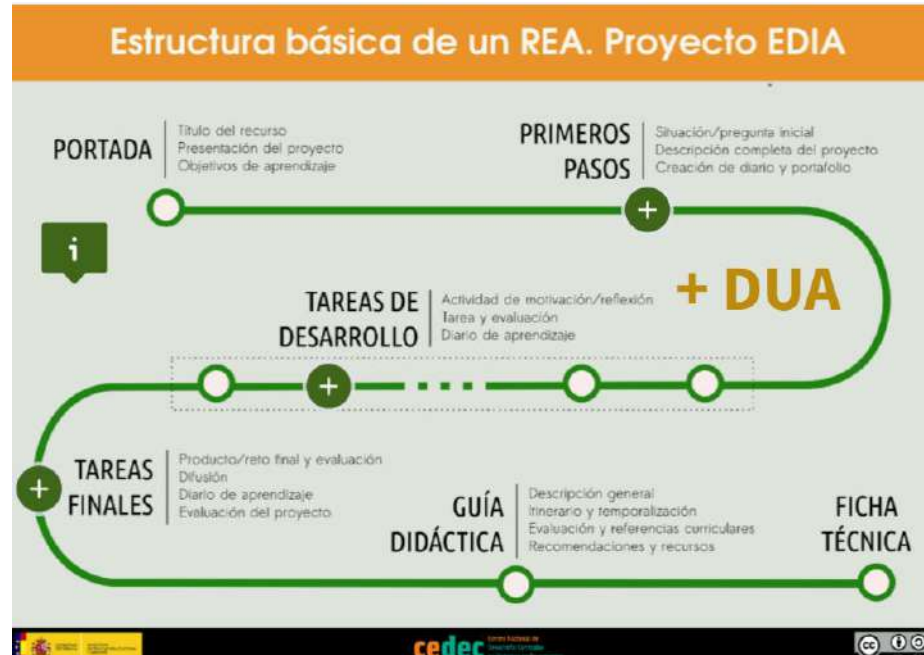 Estructura básica de un REA. Proyecto EDIA
PORTADA
Título del recurso
Presentación del proyecto
Objetivos de aprendizaje
PRIMEROS
PASOS
Situación/pregunta inicial
Descripción completa del proyecto
Creación de diario y portafolio
+
i
+ DUA
TAREAS DE
DESARROLLO
Actividad de motivación/reflexión
Tarea y evaluación
Diario de aprendizaje
+
TAREAS
FINALES
Producto/reto final y evaluación
Difusión
Diario de aprendizaje
Evaluación del proyecto
+
GUÍA
DIDÁCTICA
Descripción general
Itinerario y temporalización
Evaluación y referencias curriculares
Recomendaciones y recursos
FICHA
TÉCNICA
cedec
cc